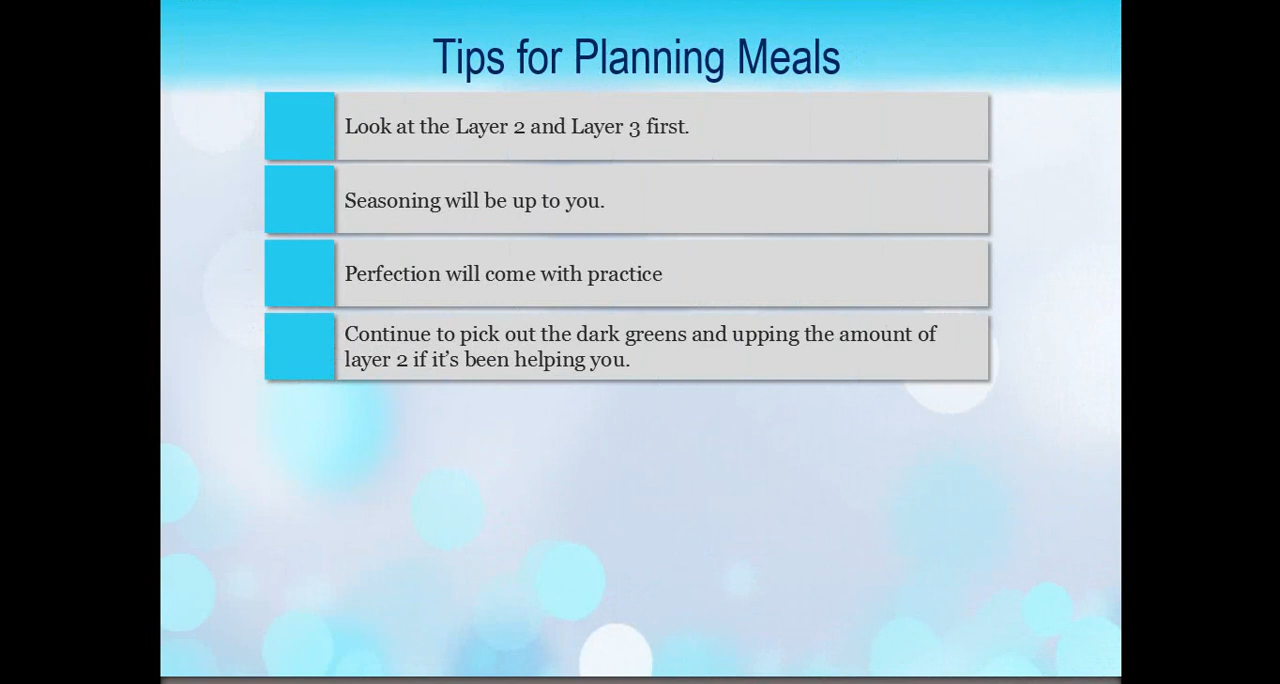 Tips for Planning Meals
Look at the Layer 2 and Layer 3 first.
Seasoning will be up to you.
Perfection will come with practice
Continue to pick out the dark greens and upping the amount of
layer 2 if it’s been helping you.